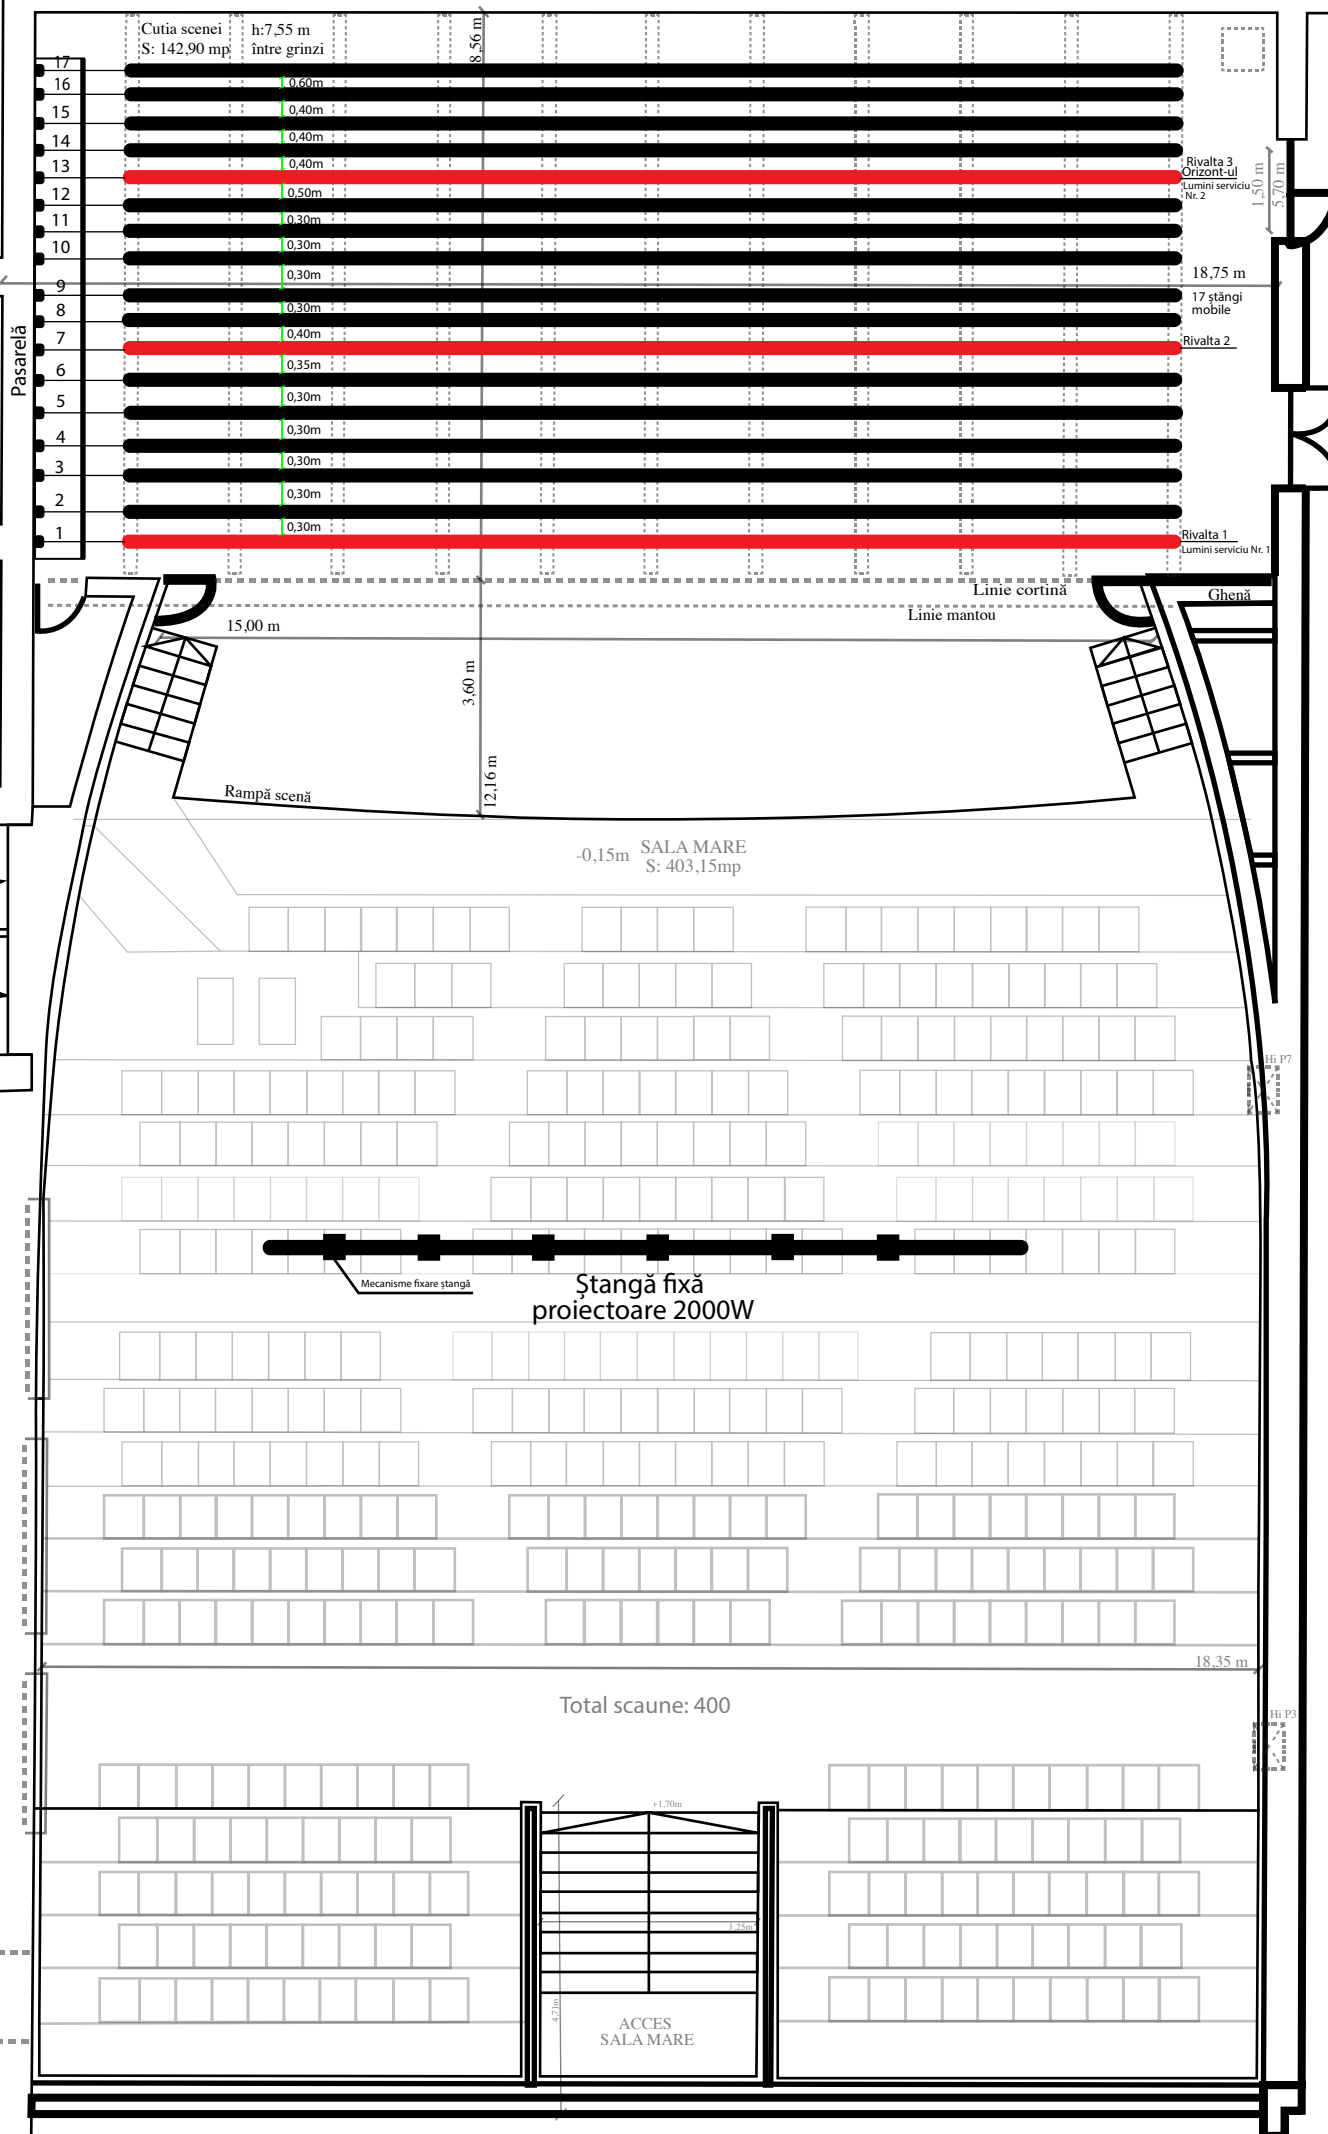 Cutia scenei
S: 142,90 mp
h:7,55 m
între grinzi
8,56 m
17
0,60m
16
0,40m
15
0,40m
14
0,40m
13
Rivalta 3
Orizont-ul
Lumini serviciu
Nr. 2
1,50 m
5,70 m
0,50m
12
0,30m
11
0,30m
10
0,30m
18,75 m
9
0,30m
17 ștăngi
mobile
8
0,40m
7
Rivalta 2
Pasarelă
0,35m
6
0,30m
5
0,30m
4
0,30m
3
0,30m
2
0,30m
1
Rivalta 1
Lumini serviciu Nr. 1
Linie cortină
Ghenă
Linie mantou
15,00 m
3,60 m
12,16 m
Rampă scenă
-0,15m
SALA MARE
S: 403,15mp
Hi P7
Mecanisme fixare ștangă
Ștangă fixă
proiectoare 2000W
18,35 m
Total scaune: 400
Hi P3
+1,70m
3,25m
4,71m
ACCES
SALA MARE